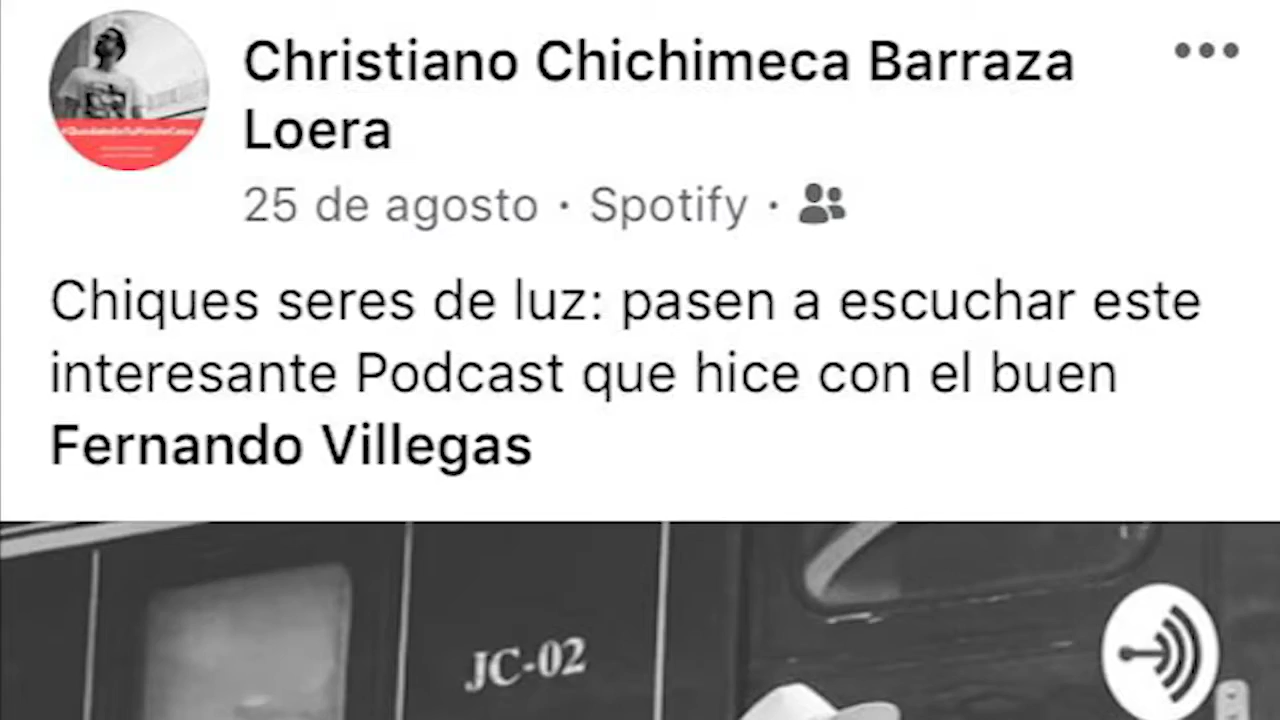 Christiano Chichimeca Barraza
Loera
25 de agosto · Spotify ·
Chiques seres de luz: pasen a escuchar este
interesante Podcast que hice con el buen
Fernando Villegas
JC-02